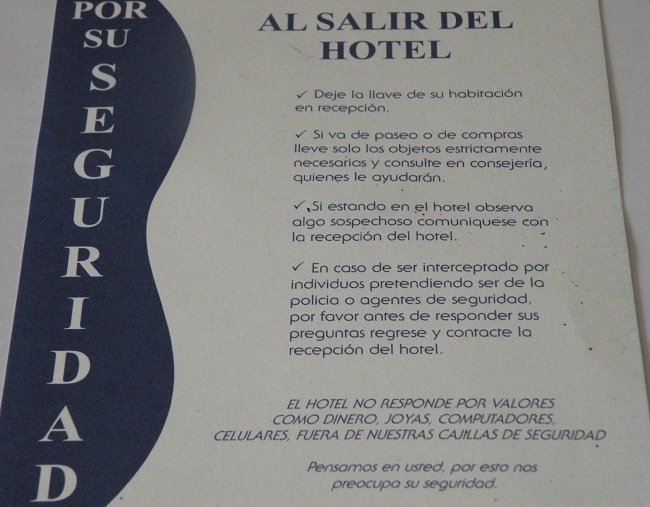 POR
SU
SEGURIDAD
AL SALIR DEL
HOTEL
✓ Deje la llave de su habitación
en recepción.
✓ Si va de paseo o de compras
lleve solo los objetos estrictamente
necesarios y consulte en consejería,
quienes le ayudarán.
✓ Si estando en el hotel observa
algo sospechoso comuniquese con
la recepción del hotel.
✓ En caso de ser interceptado por
individuos pretendiendo ser de la
policia o agentes de seguridad,
por favor antes de responder sus
preguntas regrese y contacte la
recepción del hotel.
EL HOTEL NO RESPONDE POR VALORES
COMO DINERO, JOYAS, COMPUTADORES,
CELULARES, FUERA DE NUESTRAS CAJILLAS DE SEGURIDAD
Pensamos en usted, por esto nos
preocupa su seguridad.